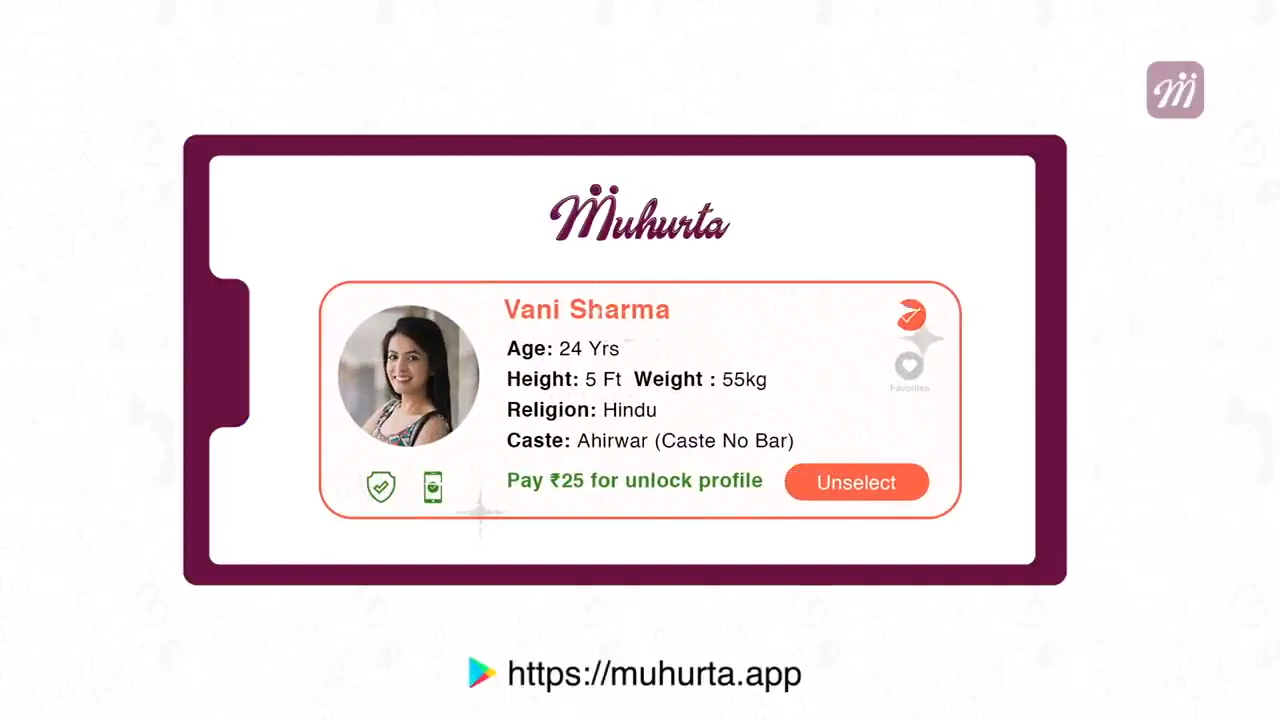 m
Muhurta
Vani Sharma
Age: 24 Yrs
Height: 5 Ft Weight : 55kg
Favorites
Religion: Hindu
Caste: Ahirwar (Caste No Bar)
Pay ₹25 for unlock profile
Unselect
https://muhurta.app